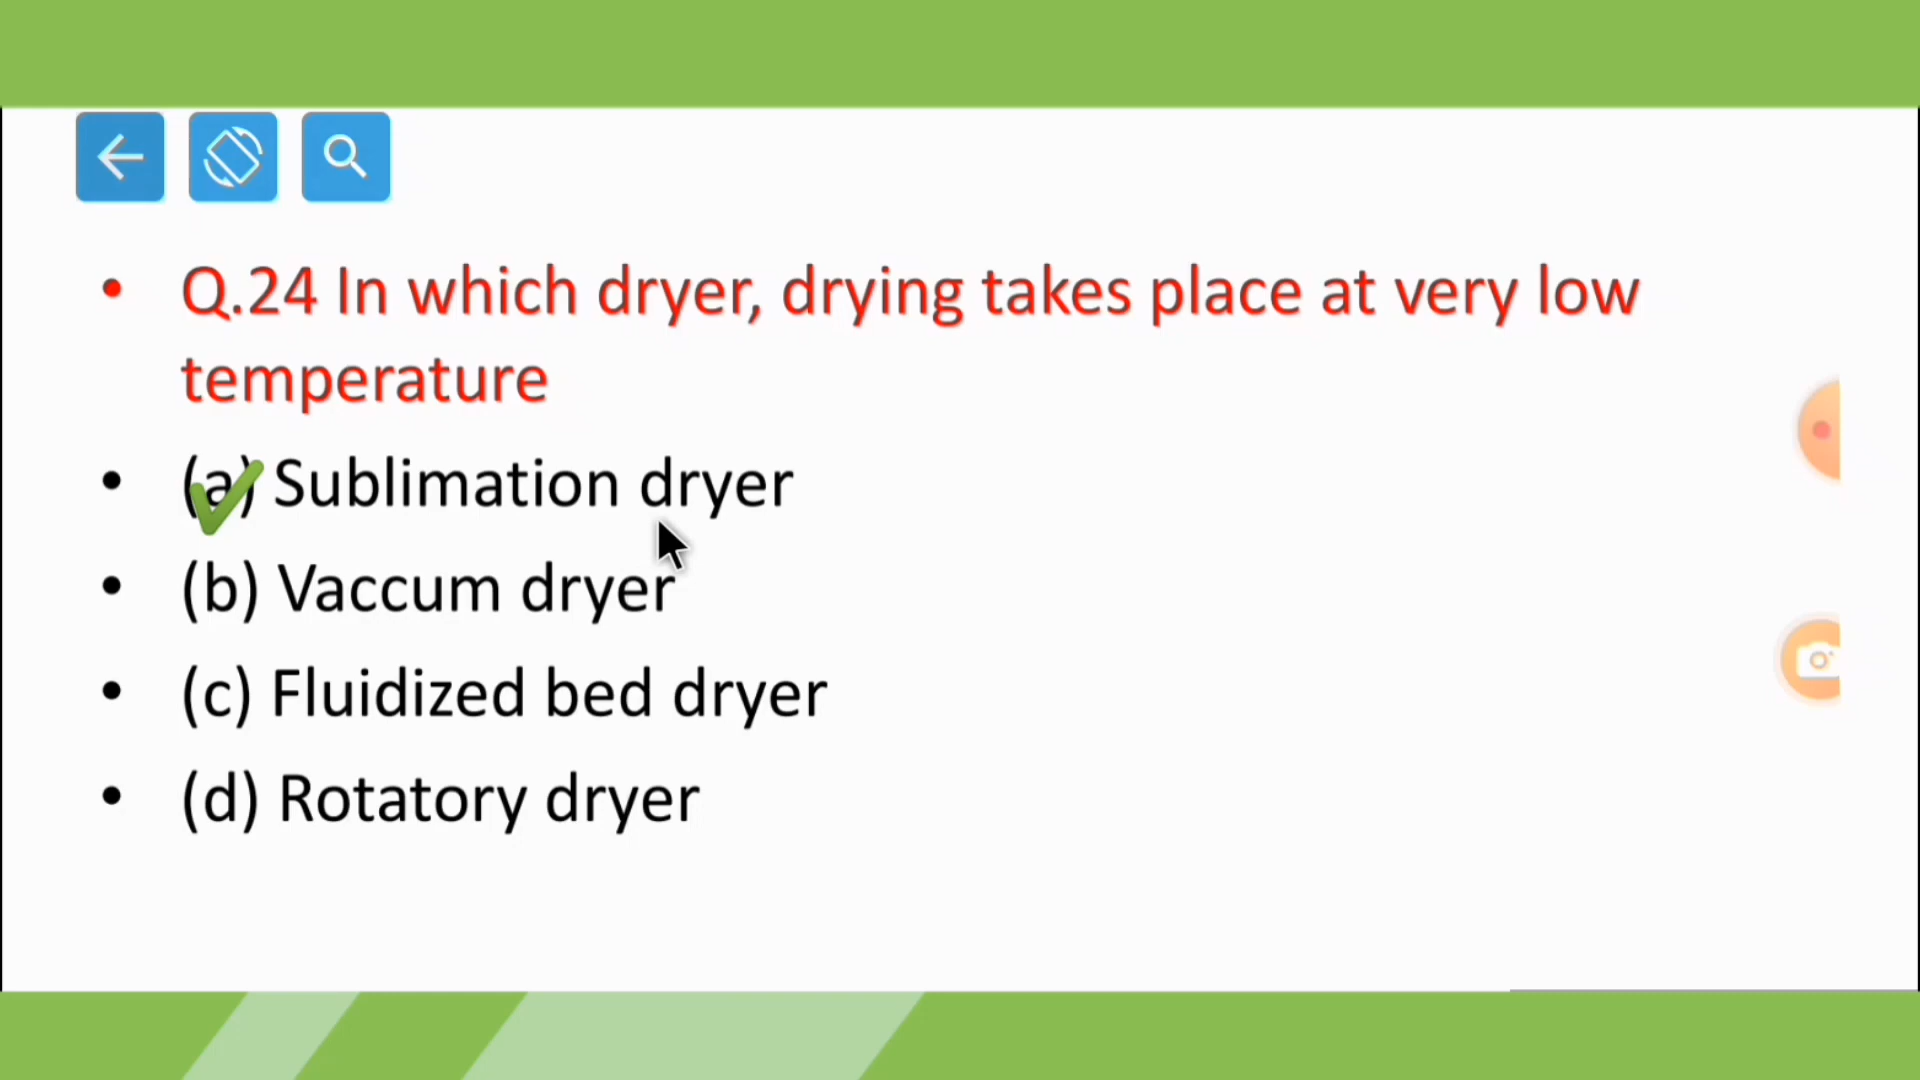 • Q.24 In which dryer, drying takes place at very low
temperature
• (a) Sublimation dryer
• (b) Vaccum dryer
• (c) Fluidized bed dryer
• (d) Rotatory dryer